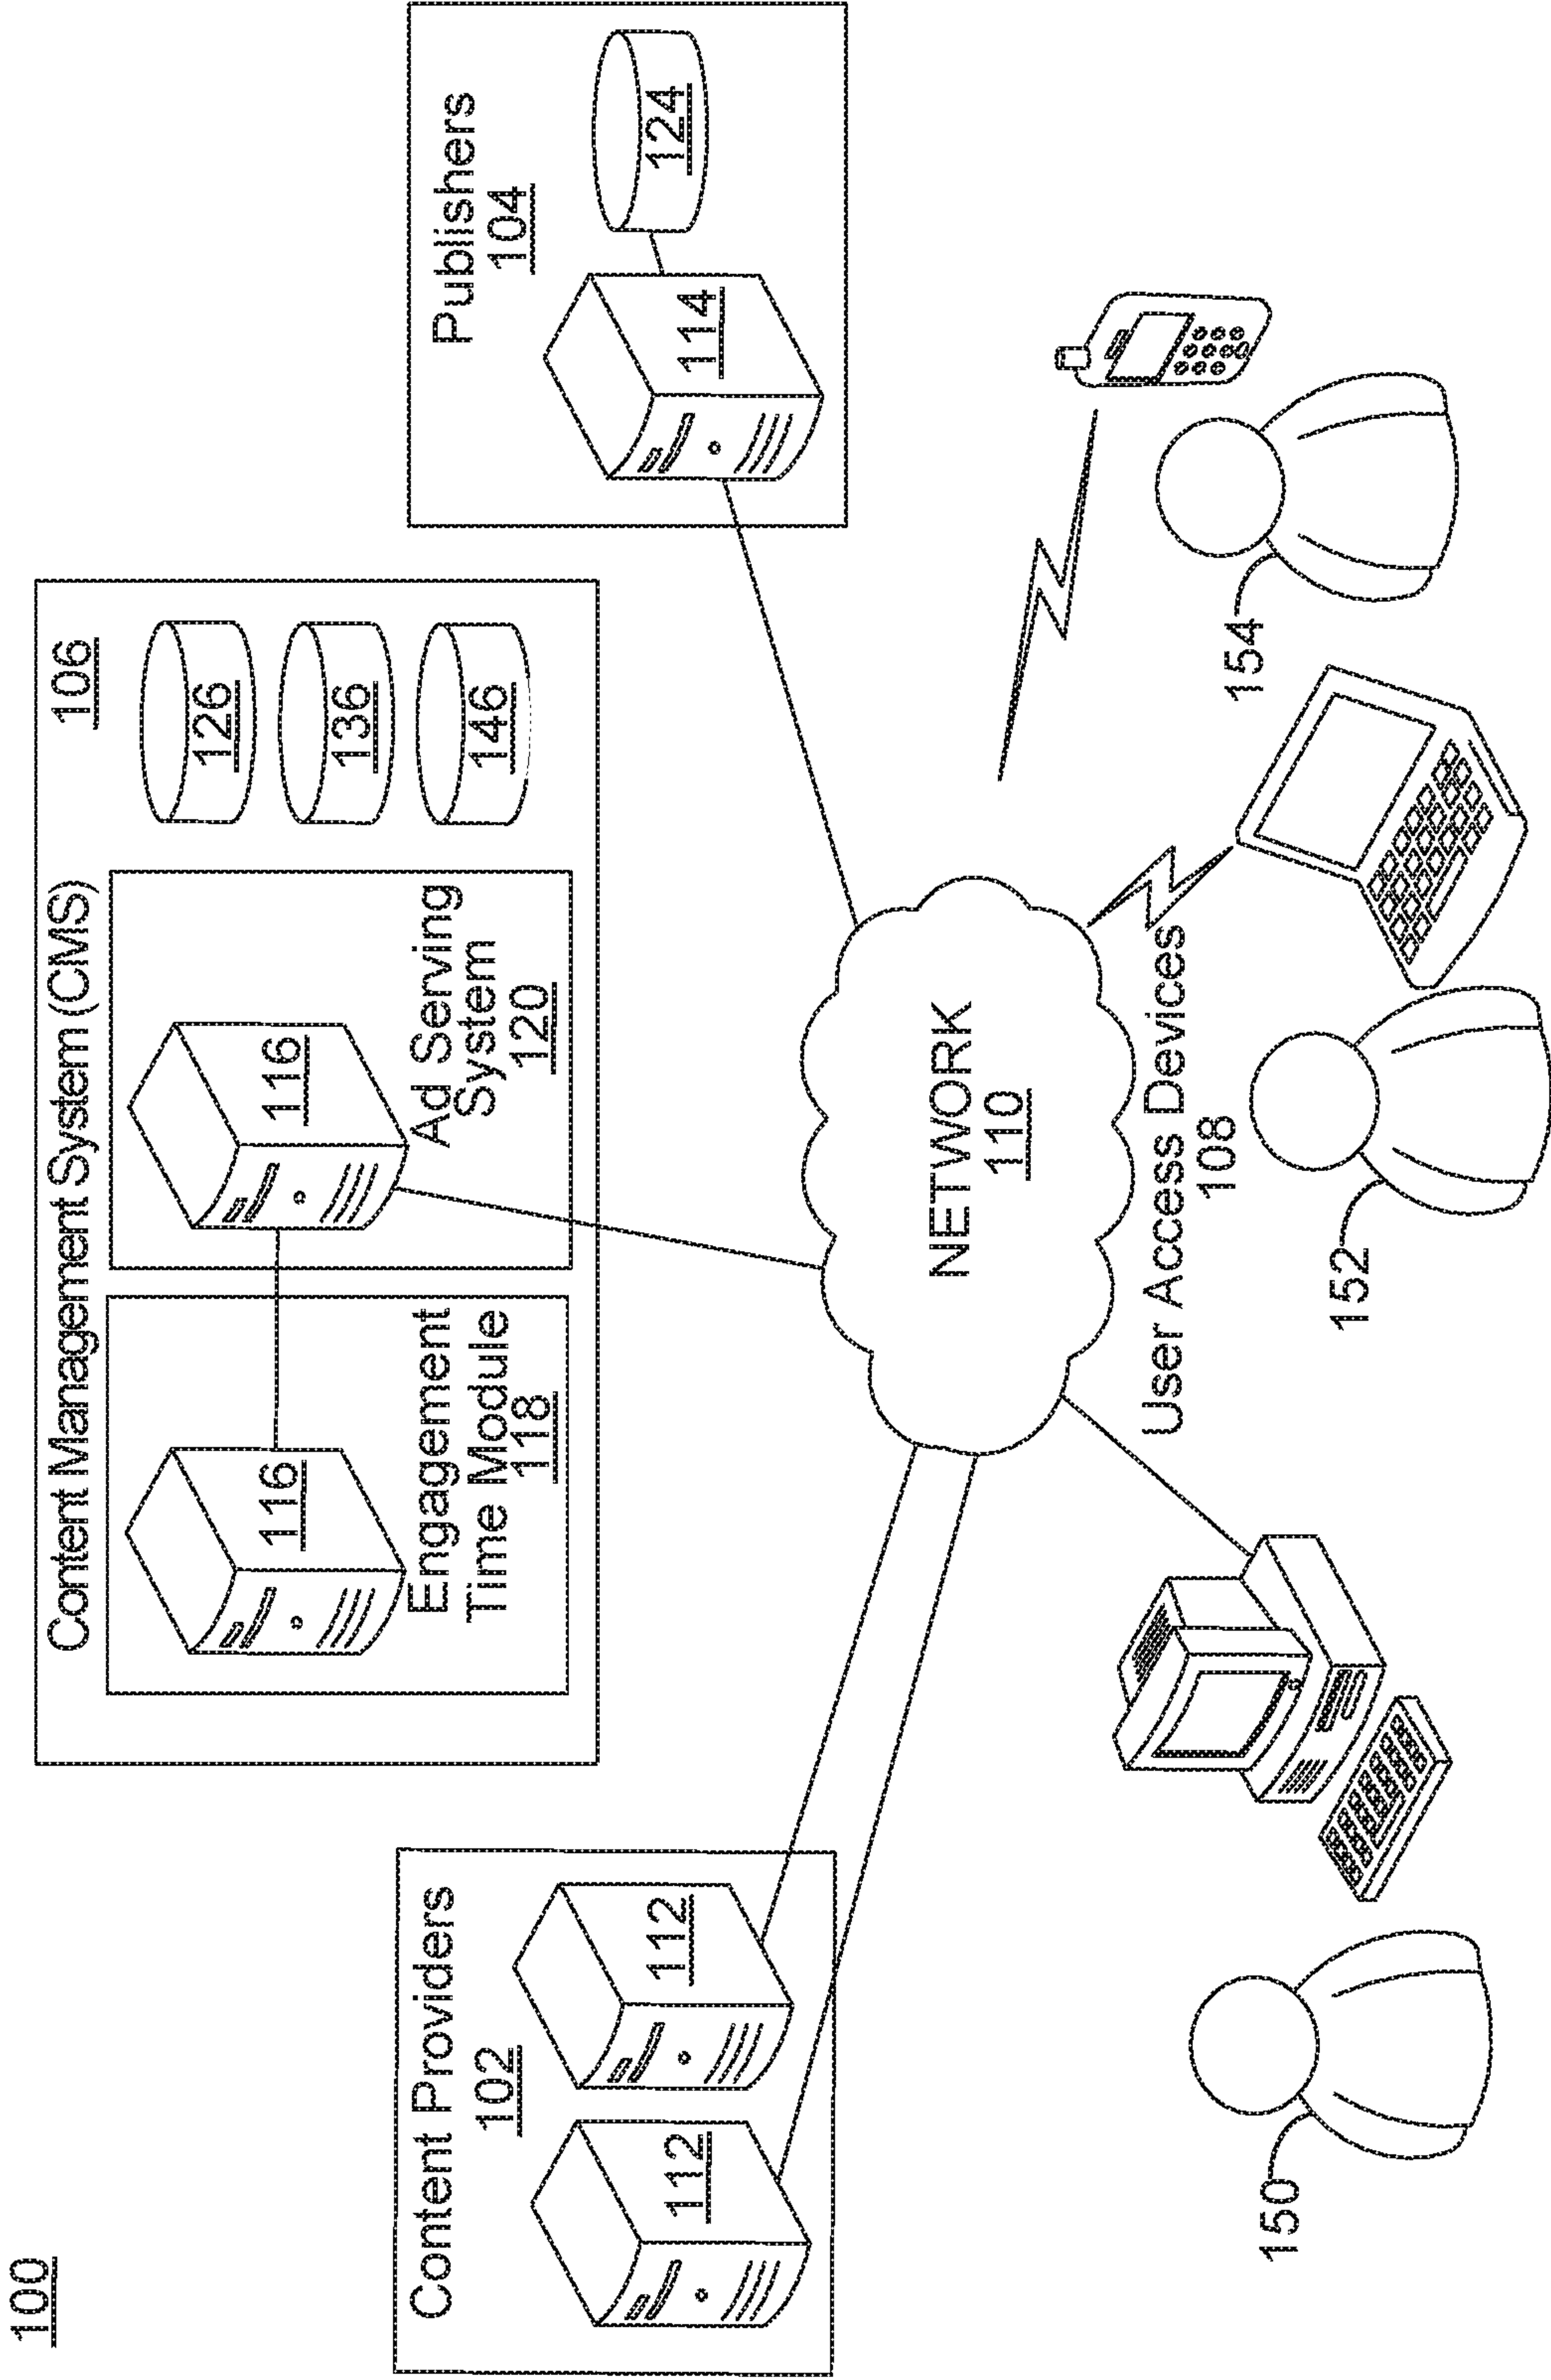 100
Content Management System (CMS)
106
116
Engagement
Time Module
118
116
Ad Serving
System
120
126
136
146
Content Providers
102
112
112
Publishers
104
114
124
NETWORK
110
User Access Devices
108
150
152
154